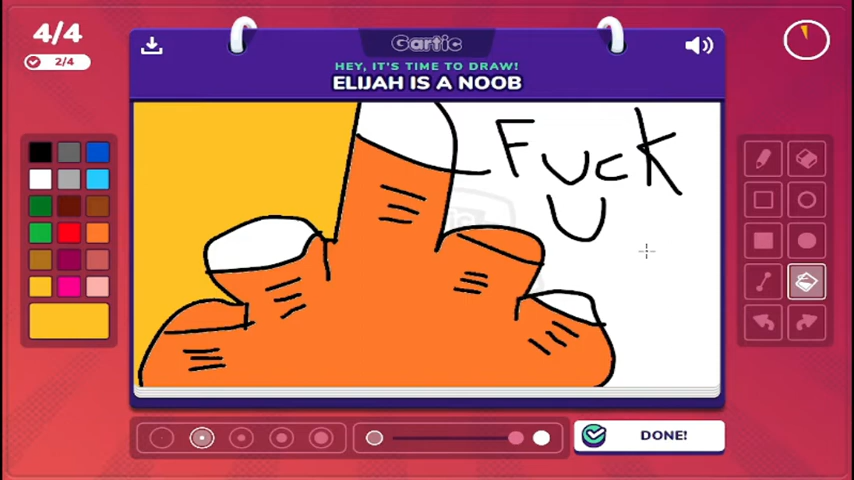 4/4
Gartic
2/4
HEY, IT'S TIME TO DRAW!
ELIJAH IS A NOOB
FucK
U
DONE!